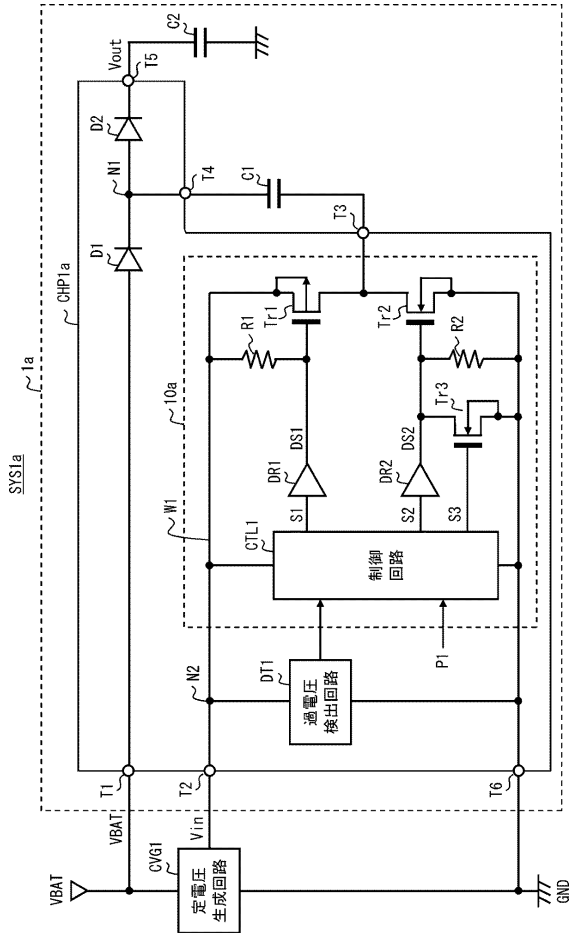 SYS1a
1a
CHP1a
VBAT
VBAT
T1
D1
N1
D2
Vout
T5
C2
T4
C1
T3
CVG1
定電圧
生成回路
Vin
T2
N2
W1
10a
DT1
過電圧
検出回路
P1
CTL1
制御
回路
S1
DR1
DS1
R1
Tr1
S2
DR2
DS2
S3
Tr3
R2
Tr2
T6
GND